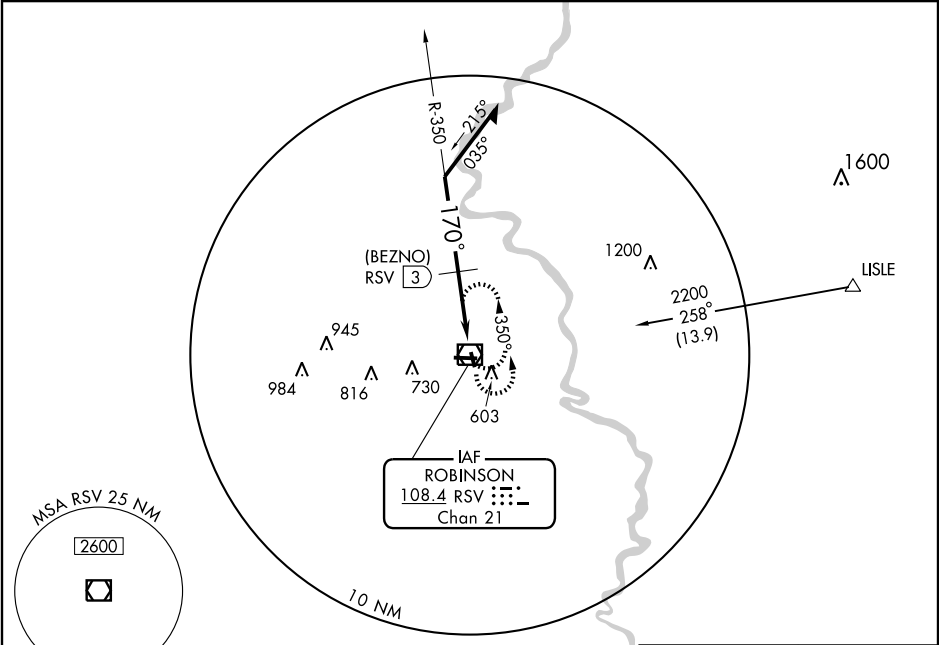 R-350
215°
035°
170°
1600
(BEZNO)
RSV 3
1200
LISLE
2200
258°
(13.9)
350°
945
984
816
730
603
IAF
ROBINSON
108.4 RSV
Chan 21
MSA RSV 25 NM
2600
10 NM